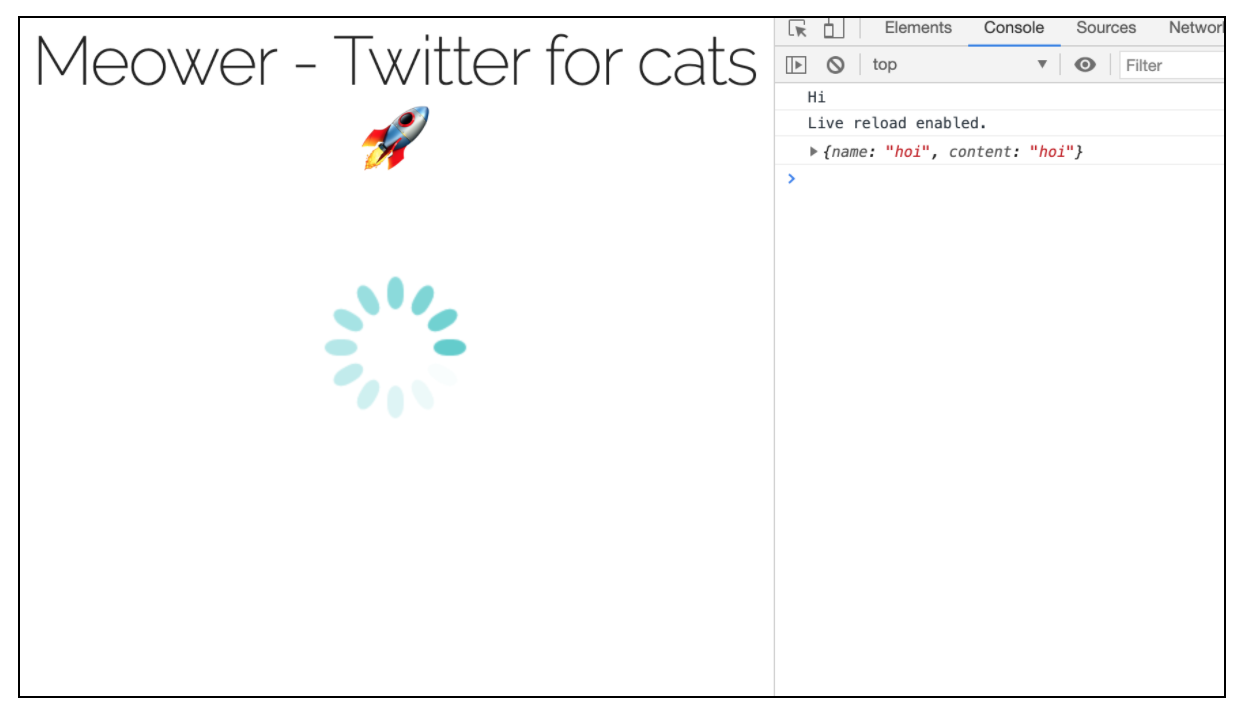 Meower - Twitter for cats
Elements Console Sources Networ
top Filter
Hi
Live reload enabled.
{name: "hoi", content: "hoi"}